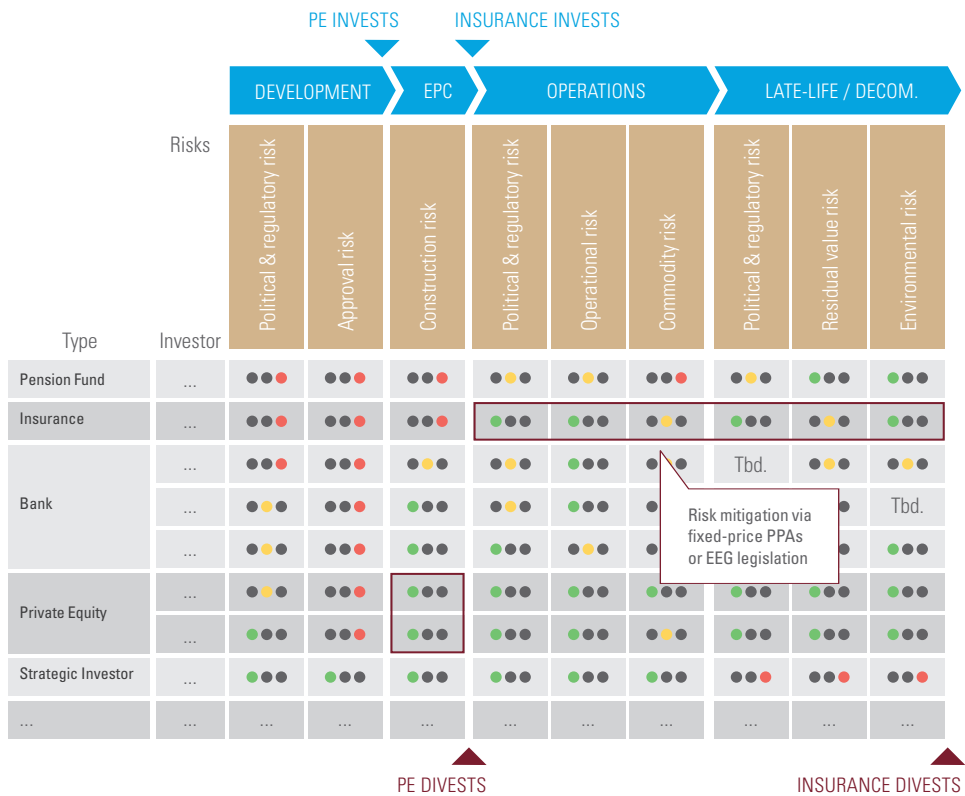 PE INVESTS
INSURANCE INVESTS
DEVELOPMENT
EPC
OPERATIONS
LATE-LIFE / DECOM.
Risks
Political & regulatory risk
Approval risk
Construction risk
Political & regulatory risk
Operational risk
Commodity risk
Political & regulatory risk
Residual value risk
Environmental risk
Type
Investor
Pension Fund
...
Insurance
...
...
Tbd.
Bank
...
Tbd.
Risk mitigation via
fixed-price PPAs
or EEG legislation
...
Private Equity
...
...
Strategic Investor
...
... ... ... ... ... ... ... ... ... ... ...
PE DIVESTS
INSURANCE DIVESTS